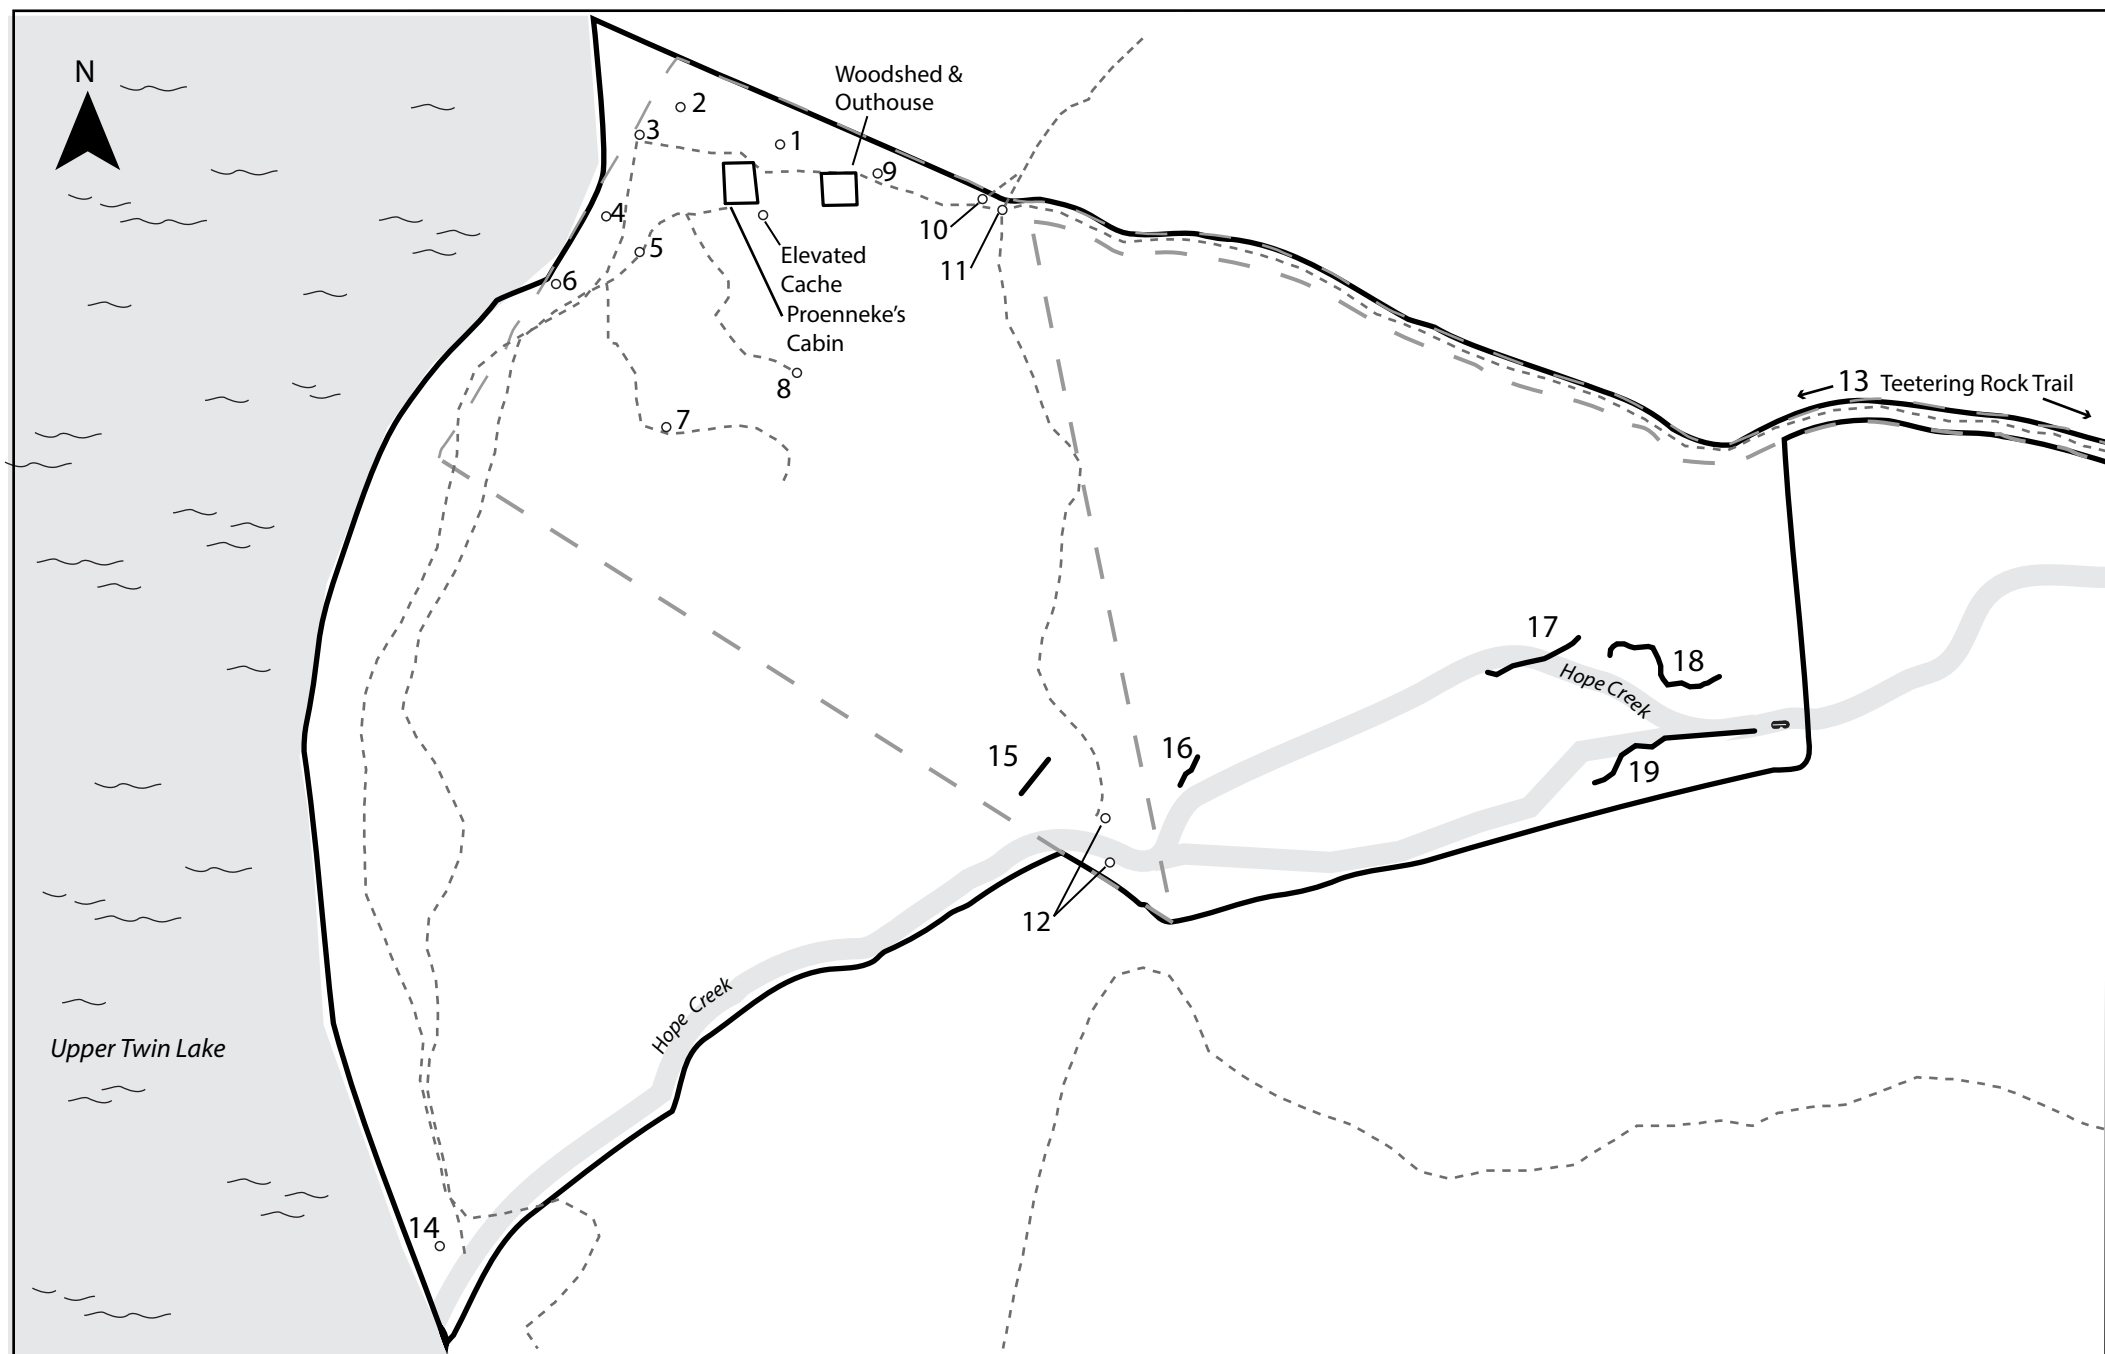 N
Woodshed &
Outhouse
2
3
1
9
4
10
5
Elevated
Cache
11
6
Proenneke's
Cabin
8
13 Teetering Rock Trail
7
17
18
Hope Creek
15
16
19
12
Hope Creek
Upper Twin Lake
14